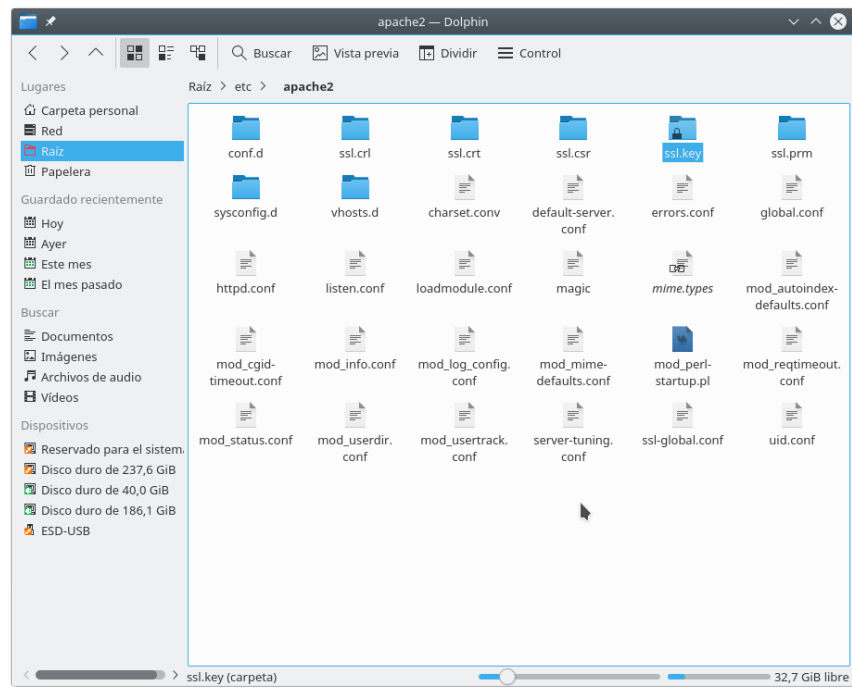 apache2 — Dolphin
Buscar
Vista previa
Dividir
Control
Lugares
Carpeta personal
Red
Raíz
Papelera
Guardado recientemente
Hoy
Ayer
Este mes
El mes pasado
Buscar
Documentos
Imágenes
Archivos de audio
Vídeos
Dispositivos
Reservado para el sistem
Disco duro de 237,6 GiB
Disco duro de 40,0 GiB
Disco duro de 186,1 GiB
ESD-USB
Raíz > etc > apache2
conf.d
ssl.crl
ssl.crt
ssl.csr
ssl.key
ssl.prm
sysconfig.d
vhosts.d
charset.conv
default-server.
conf
errors.conf
global.conf
httpd.conf
listen.conf
loadmodule.conf
magic
mime.types
mod_autoindex-
defaults.conf
mod_cgid-
timeout.conf
mod_info.conf
mod_log_config.
conf
mod_mime-
defaults.conf
mod_perl-
startup.pl
mod_reqtimeout.
conf
mod_status.conf
mod_userdir.
conf
mod_usertrack.
conf
server-tuning.
conf
ssl-global.conf
uid.conf
ssl.key (carpeta)
32,7 GiB libre